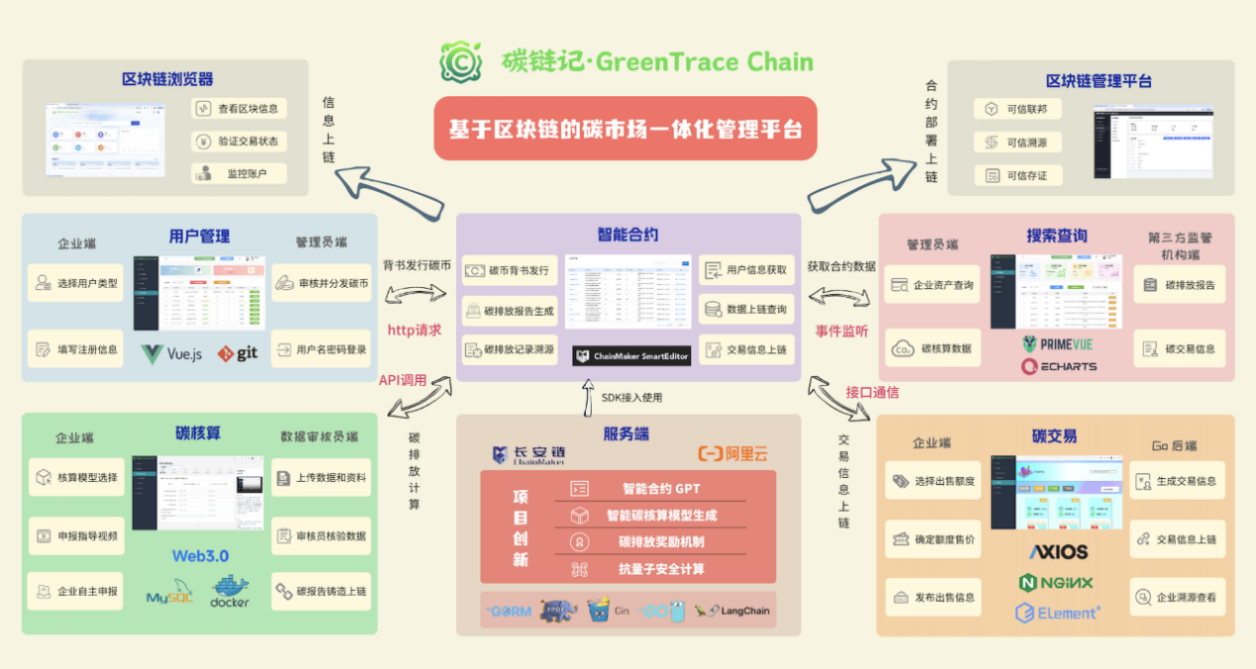 碳链记·GreenTrace Chain
基于区块链的碳市场一体化管理平台
区块链浏览器
查看区块信息
验证交易状态
监控账户
信息上链
合约部署上链
区块链管理平台
可信联邦
可信溯源
可信存证
用户管理
企业端
管理员端
选择用户类型
审核并分发碳币
填写注册信息
用户名密码登录
Vue.js
git
背书发行碳币
http请求
API调用
智能合约
碳币背书发行
用户信息获取
碳排放报告生成
数据上链查询
碳排放记录溯源
交易信息上链
ChainMaker SmartEditor
获取合约数据
事件监听
接口通信
搜索查询
管理员端
第三方监管
机构端
企业资产查询
碳排放报告
碳核算数据
碳交易信息
PRIMEVUE
ECHARTS
碳核算
企业端
数据审核员端
核算模型选择
上传数据和资料
申报指导视频
审核员核验数据
企业自主申报
碳报告铸造上链
Web3.0
MySQL
docker
碳排放计算
SDK接入使用
服务端
长安链
ChainMaker
阿里云
项目创新
智能合约 GPT
智能碳核算模型生成
碳排放奖励机制
抗量子安全计算
GORM
Gin
GO
LangChain
交易信息上链
碳交易
企业端
Go 后端
选择出售额度
生成交易信息
确定额度售价
交易信息上链
发布出售信息
企业溯源查看
AXIOS
NGINX
Element+